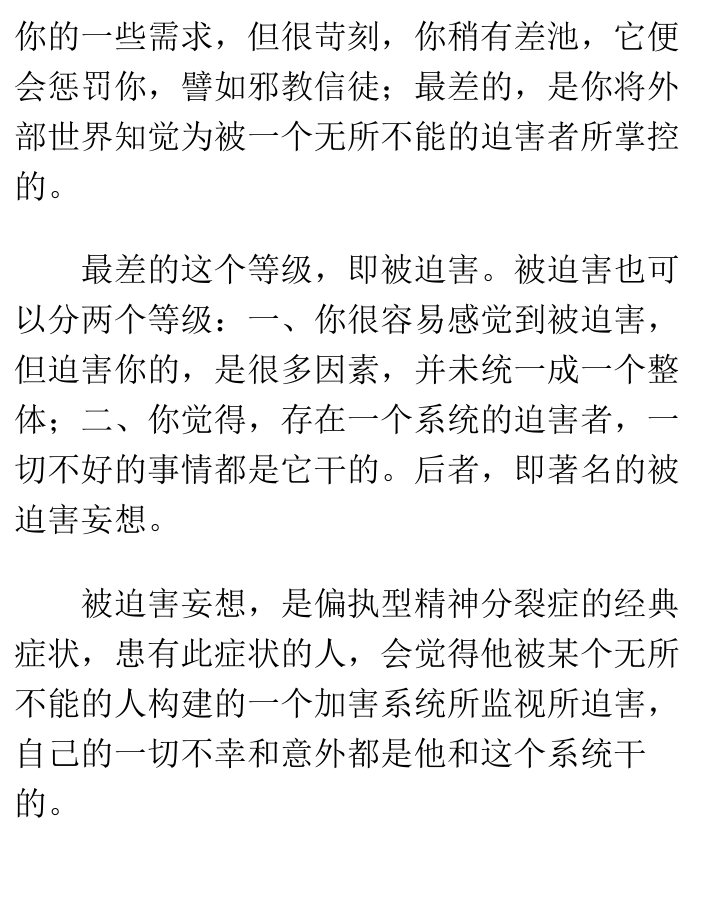 你的一些需求，但很苛刻，你稍有差池，它便
会惩罚你，譬如邪教信徒；最差的，是你将外
部世界知觉为被一个无所不能的迫害者所掌控
的。
最差的这个等级，即被迫害。被迫害也可
以分两个等级：一、你很容易感觉到被迫害，
但迫害你的，是很多因素，并未统一成一个整
体；二、你觉得，存在一个系统的迫害者，一
切不好的事情都是它干的。后者，即著名的被
迫害妄想。
被迫害妄想，是偏执型精神分裂症的经典
症状，患有此症状的人，会觉得他被某个无所
不能的人构建的一个加害系统所监视所迫害，
自己的一切不幸和意外都是他和这个系统干
的。